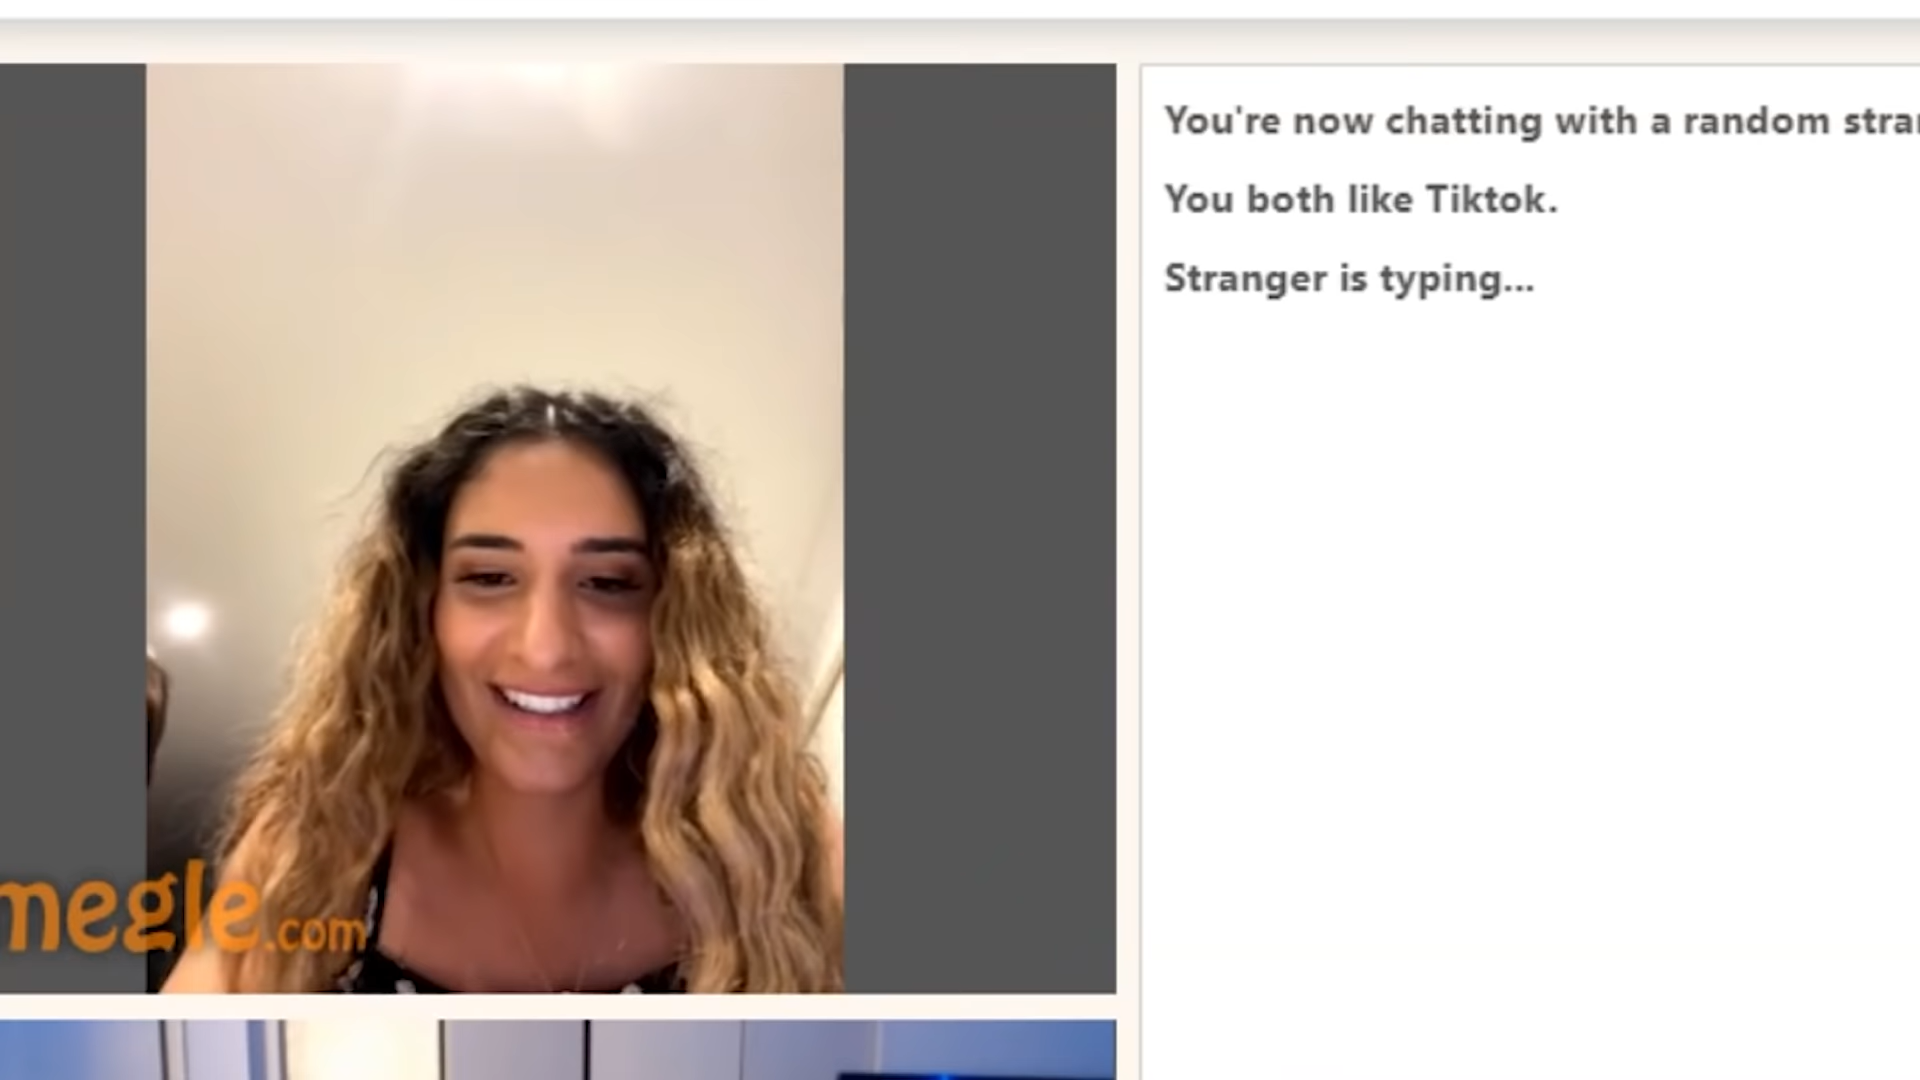 You're now chatting with a random stra
You both like Tiktok.
Stranger is typing...
megle.com